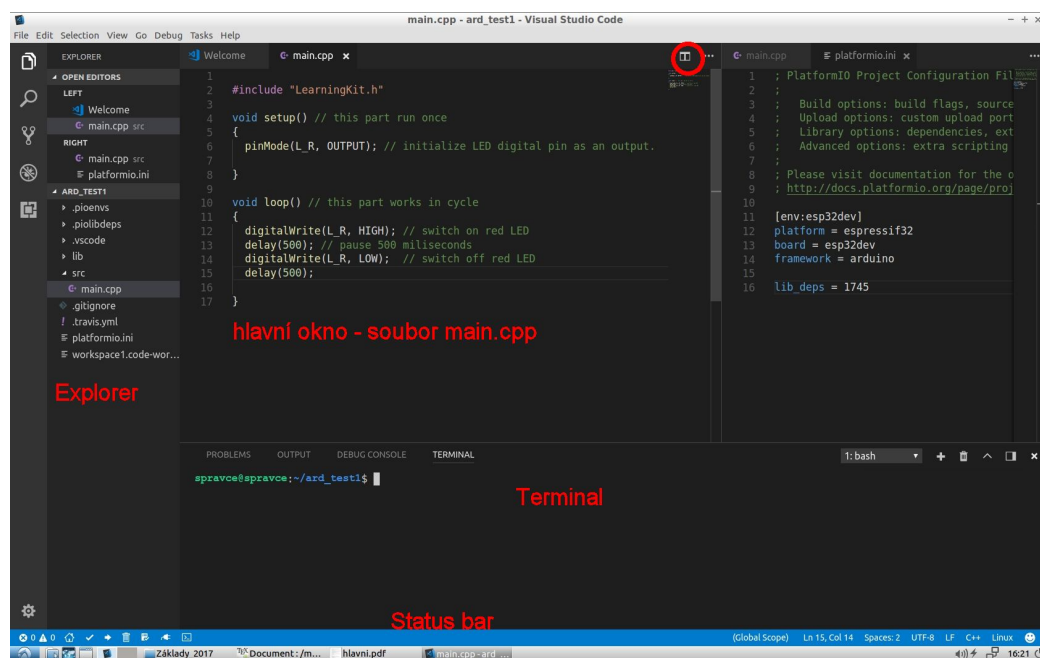 main.cpp - ard_test1 - Visual Studio Code
File Edit Selection View Go Debug Tasks Help
EXPLORER
OPEN EDITORS
LEFT
Welcome
main.cpp src
RIGHT
main.cpp src
platformio.ini
ARD_TEST1
.pioenvs
.piolibdeps
.vscode
lib
src
main.cpp
.gitignore
.travis.yml
platformio.ini
workspace1.code-wor...
Explorer
Welcome main.cpp
1
2 #include "LearningKit.h"
3
4 void setup() // this part run once
5 {
6 pinMode(L_R, OUTPUT); // initialize LED digital pin as an output.
7
8 }
9
10 void loop() // this part works in cycle
11 {
12 digitalWrite(L_R, HIGH); // switch on red LED
13 delay(500); // pause 500 miliseconds
14 digitalWrite(L_R, LOW); // switch off red LED
15 delay(500);
16
17 }
hlavní okno - soubor main.cpp
main.cpp platformio.ini
1 ; PlatformIO Project Configuration Fil
2 ;
3 ; Build options: build flags, source
4 ; Upload options: custom upload port
5 ; Library options: dependencies, ext
6 ; Advanced options: extra scripting
7 ;
8 ; Please visit documentation for the o
9 ; http://docs.platformio.org/page/proj
10
11 [env:esp32dev]
12 platform = espressif32
13 board = esp32dev
14 framework = arduino
15
16 lib_deps = 1745
PROBLEMS OUTPUT DEBUG CONSOLE TERMINAL 1: bash
spravce@spravce:~/ard_test1$
Terminal
Status bar
0 0 (Global Scope) Ln 15, Col 14 Spaces: 2 UTF-8 LF C++ Linux
Základy 2017 Document : /m... hlavni.pdf main.cpp - ard ... 16:21